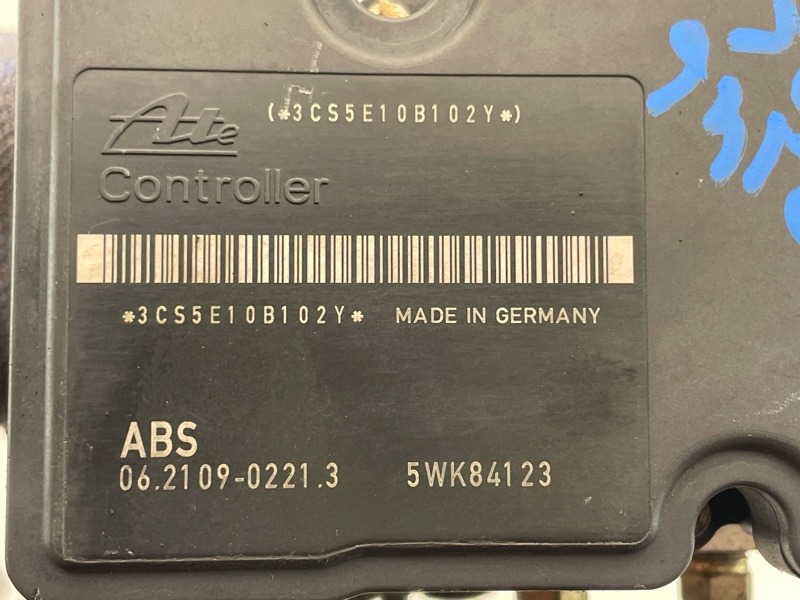 (*3CS5E10B102Y*)
Ate
Controller
*3CS5E10B102Y* MADE IN GERMANY
ABS
06.2109-0221.3 5WK84123